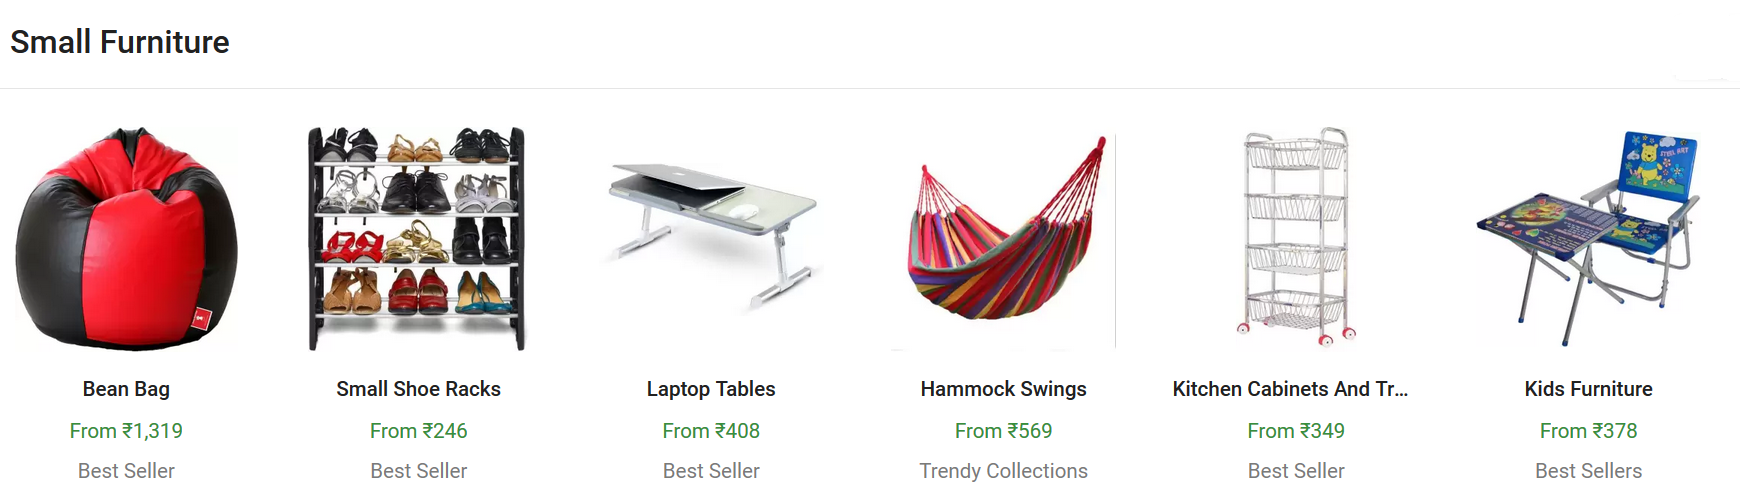 Small Furniture
Bean Bag
From ₹1,319
Best Seller
Small Shoe Racks
From ₹246
Best Seller
Laptop Tables
From ₹408
Best Seller
Hammock Swings
From ₹569
Trendy Collections
Kitchen Cabinets And Tr...
From ₹349
Best Seller
Kids Furniture
From ₹378
Best Sellers